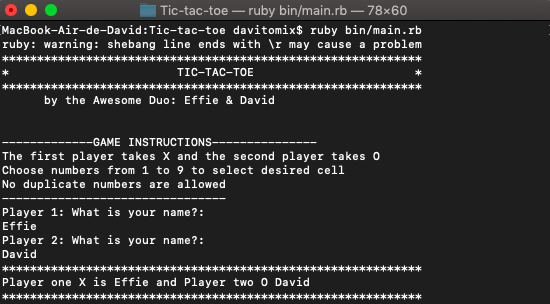 Tic-tac-toe — ruby bin/main.rb — 78×60
[MacBook-Air-de-David:Tic-tac-toe davitomix$ ruby bin/main.rb ]
ruby: warning: shebang line ends with \r may cause a problem
************************************************************
*                        TIC-TAC-TOE                       *
************************************************************
      by the Awesome Duo: Effie & David
-------------GAME INSTRUCTIONS---------------
The first player takes X and the second player takes O
Choose numbers from 1 to 9 to select desired cell
No duplicate numbers are allowed
--------------------------------
Player 1: What is your name?:
Effie
Player 2: What is your name?:
David
************************************************************
Player one X is Effie and Player two O David
************************************************************